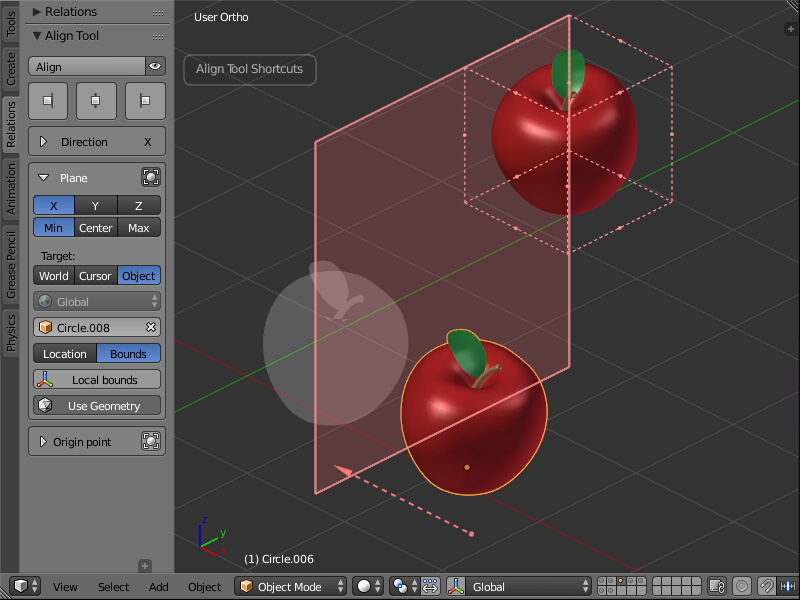 Tools
Create
Relations
Animation
Grease Pencil
Physics
Relations
Align Tool
Align
Direction X
Plane
X Y Z
Min Center Max
Target:
World Cursor Object
Global
Circle.008
Location Bounds
Local bounds
Use Geometry
Origin point
User Ortho
Align Tool Shortcuts
z
y
x
(1) Circle.006
View Select Add Object Object Mode Global